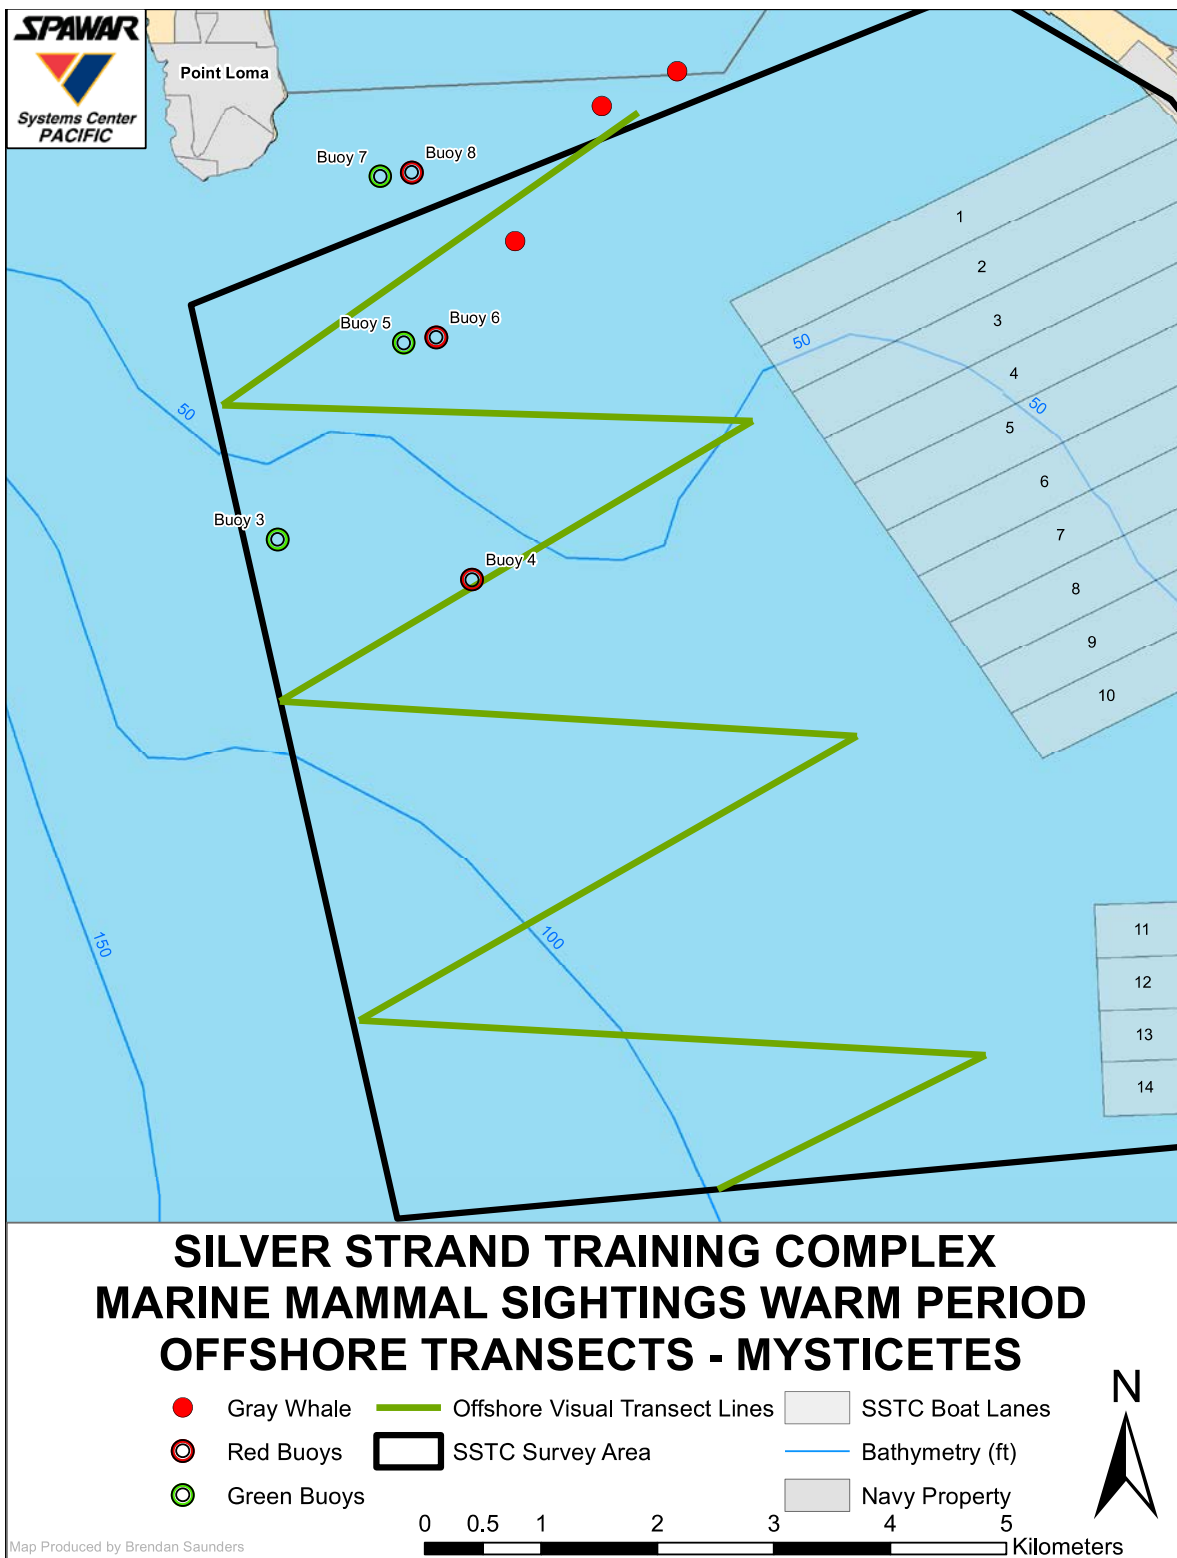 SPAWAR
Systems Center
PACIFIC
Point Loma
Buoy 7
Buoy 8
1
2
Buoy 5
Buoy 6
3
50
4
50
50
5
6
Buoy 3
7
Buoy 4
8
9
10
11
150
100
12
13
14
SILVER STRAND TRAINING COMPLEX
MARINE MAMMAL SIGHTINGS WARM PERIOD
OFFSHORE TRANSECTS - MYSTICETES
N
Gray Whale
Offshore Visual Transect Lines
SSTC Boat Lanes
Red Buoys
SSTC Survey Area
Bathymetry (ft)
Green Buoys
Navy Property
0 0.5 1 2 3 4 5
Kilometers
Map Produced by Brendan Saunders